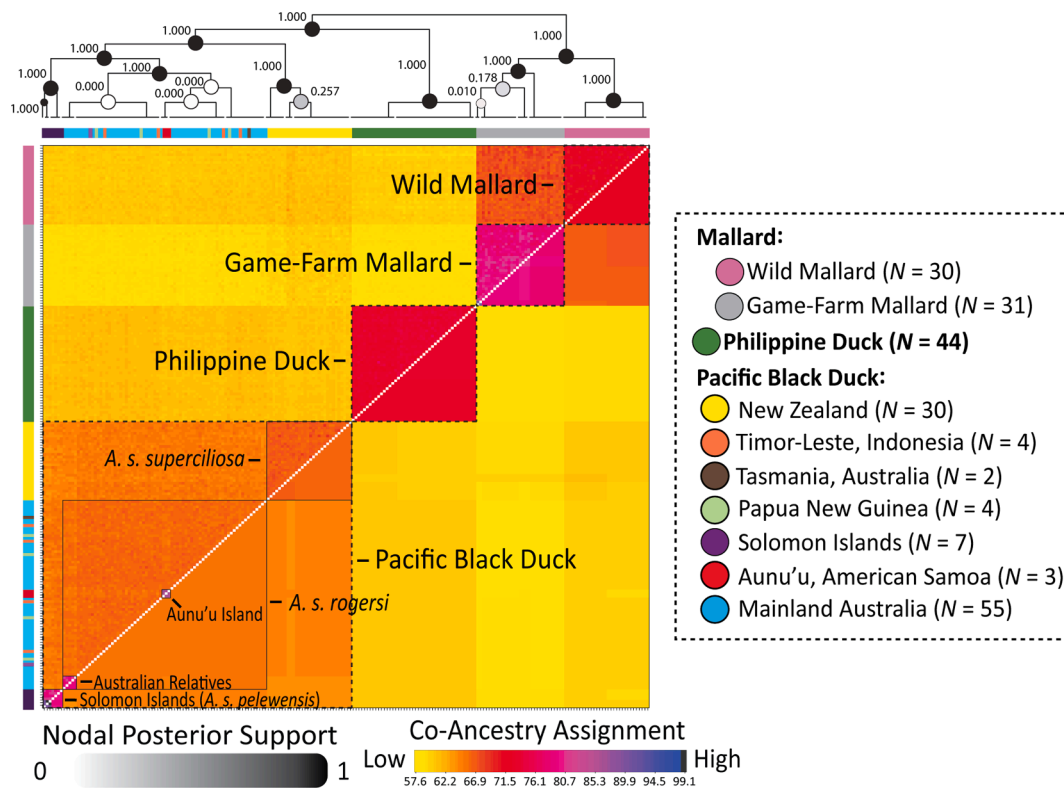 1.000
1.000
1.000
1.000
1.000
1.000
1.000
1.000
1.000
1.000
1.000
0.000
0.000
0.000
0.257
0.178
0.010
1.000
Wild Mallard
Game-Farm Mallard
Philippine Duck
A. s. superciliosa
Pacific Black Duck
A. s. rogersi
Aunu’u Island
Australian Relatives
Solomon Islands (A. s. pelewensis)
Mallard:
Wild Mallard (N = 30)
Game-Farm Mallard (N = 31)
Philippine Duck (N = 44)
Pacific Black Duck:
New Zealand (N = 30)
Timor-Leste, Indonesia (N = 4)
Tasmania, Australia (N = 2)
Papua New Guinea (N = 4)
Solomon Islands (N = 7)
Aunu’u, American Samoa (N = 3)
Mainland Australia (N = 55)
Nodal Posterior Support
0 1
Co-Ancestry Assignment
Low High
57.6 62.2 66.9 71.5 76.1 80.7 85.3 89.9 94.5 99.1